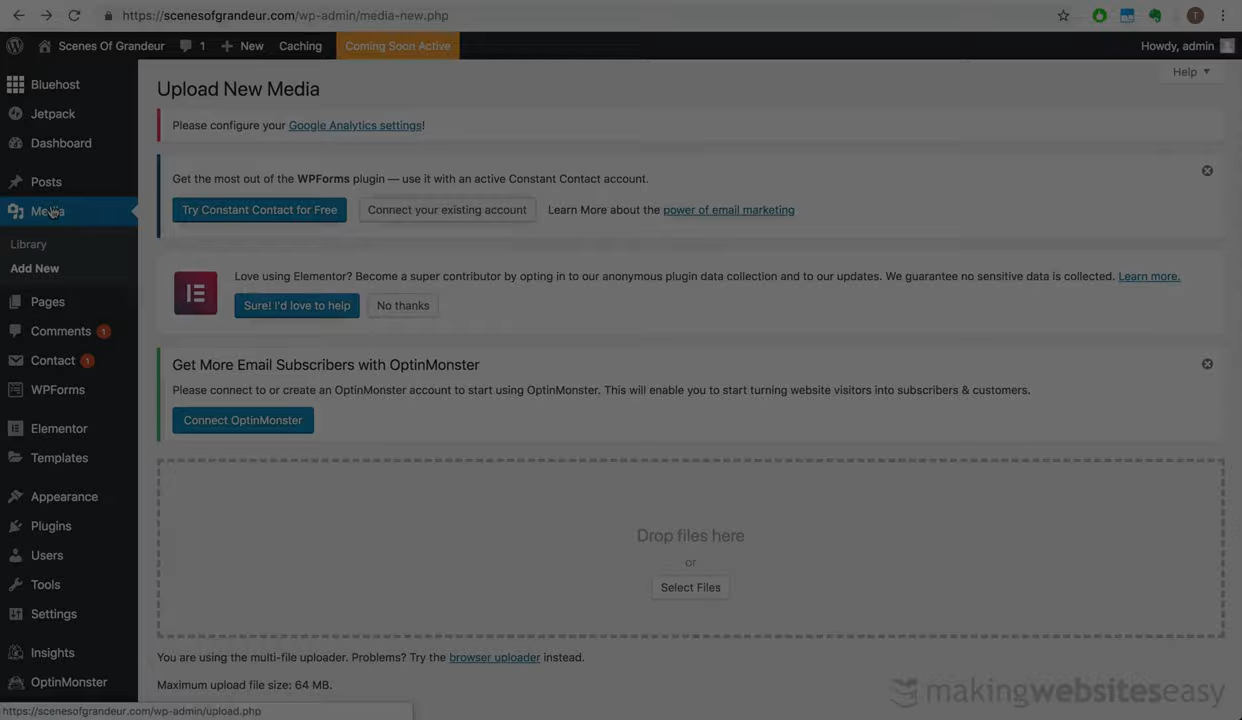 https://scenesofgrandeur.com/wp-admin/media-new.php
T
Scenes Of Grandeur 1 New Caching Coming Soon Active Howdy, admin
Help
Bluehost
Jetpack
Dashboard
Posts
Media
Library
Add New
Pages
Comments 1
Contact 1
WPForms
Elementor
Templates
Appearance
Plugins
Users
Tools
Settings
Insights
OptinMonster
Upload New Media
Please configure your Google Analytics settings!
Get the most out of the WPForms plugin — use it with an active Constant Contact account.
Try Constant Contact for Free Connect your existing account Learn More about the power of email marketing
Love using Elementor? Become a super contributor by opting in to our anonymous plugin data collection and to our updates. We guarantee no sensitive data is collected. Learn more.
Sure! I'd love to help No thanks
Get More Email Subscribers with OptinMonster
Please connect to or create an OptinMonster account to start using OptinMonster. This will enable you to start turning website visitors into subscribers & customers.
Connect OptinMonster
Drop files here
or
Select Files
You are using the multi-file uploader. Problems? Try the browser uploader instead.
Maximum upload file size: 64 MB.
makingwebsiteseasy
https://scenesofgrandeur.com/wp-admin/upload.php